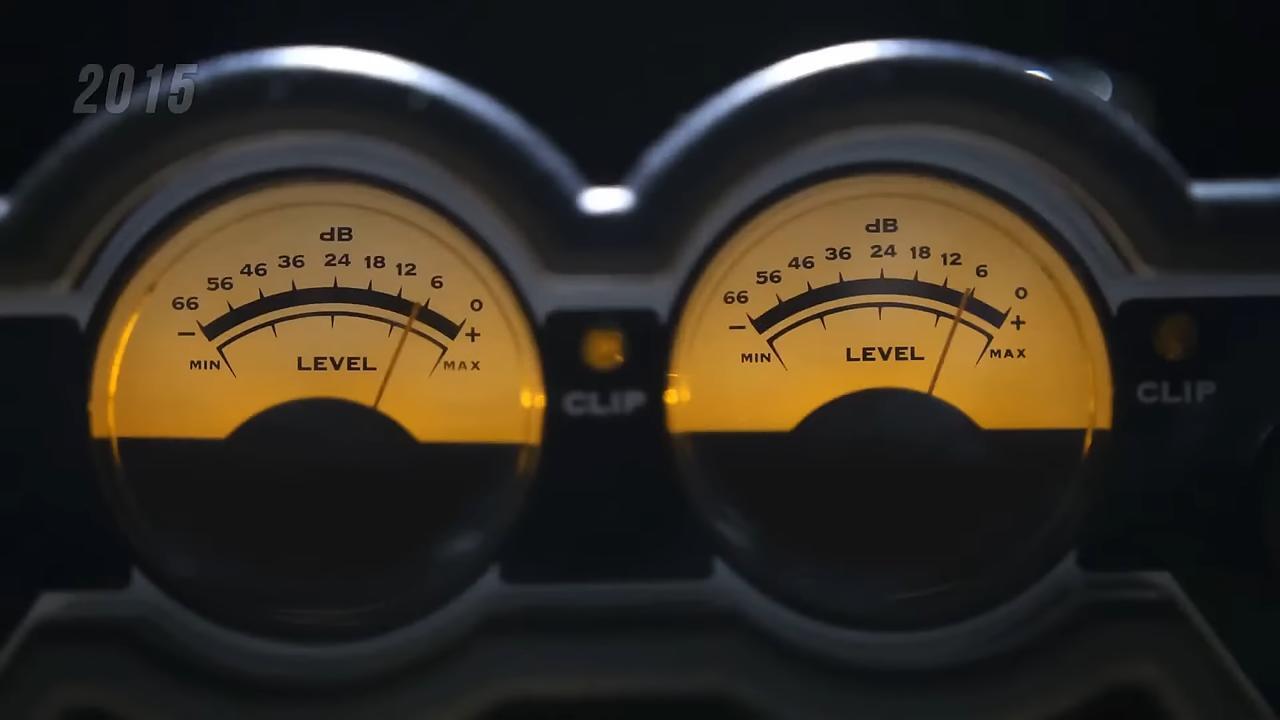 2015
dB
66 56 46 36 24 18 12 6 0
− +
MIN LEVEL MAX
CLIP
dB
66 56 46 36 24 18 12 6 0
− +
MIN LEVEL MAX
CLIP